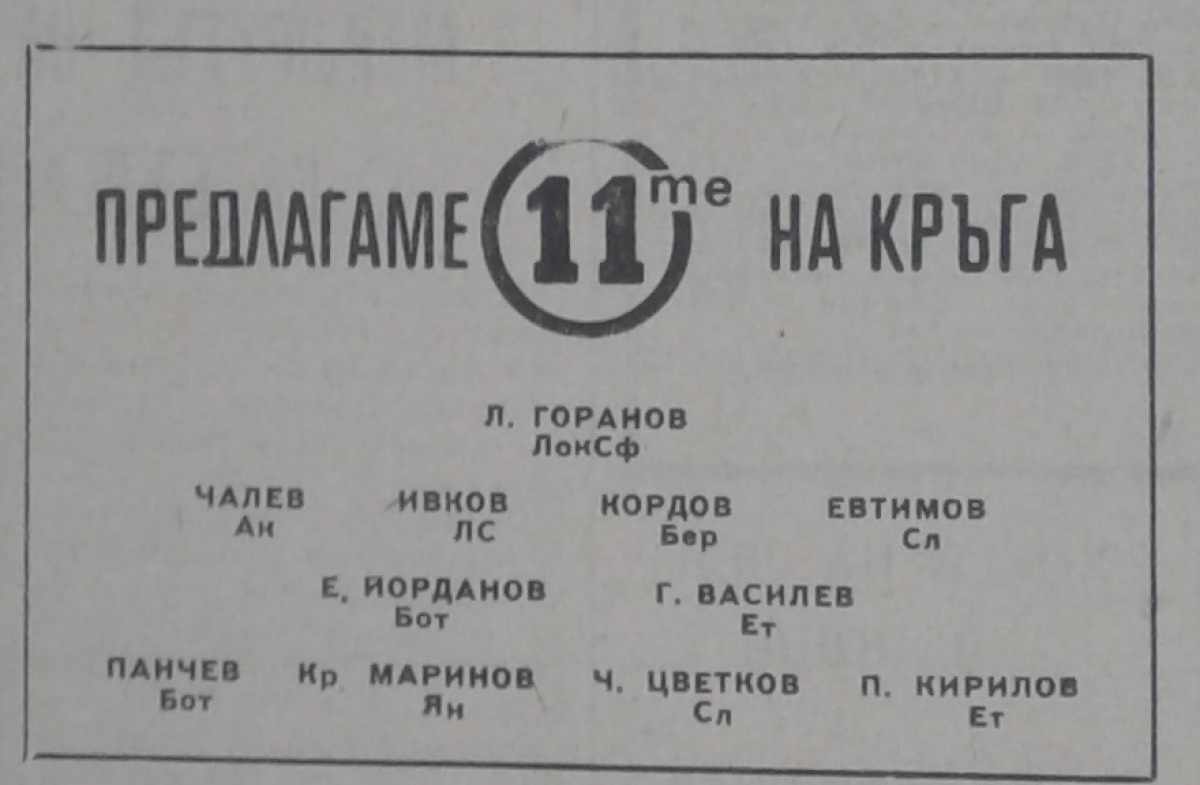 ПРЕДЛАГАМЕ 11те НА КРЪГА
Л. ГОРАНОВ
ЛокСф
ЧАЛЕВ ИВКОВ КОРДОВ ЕВТИМОВ
Ак ЛС Бер Сл
Е. ЙОРДАНОВ Г. ВАСИЛЕВ
Бот Ет
ПАНЧЕВ Кр МАРИНОВ Ч. ЦВЕТКОВ П. КИРИЛОВ
Бот Ян Сл Ет